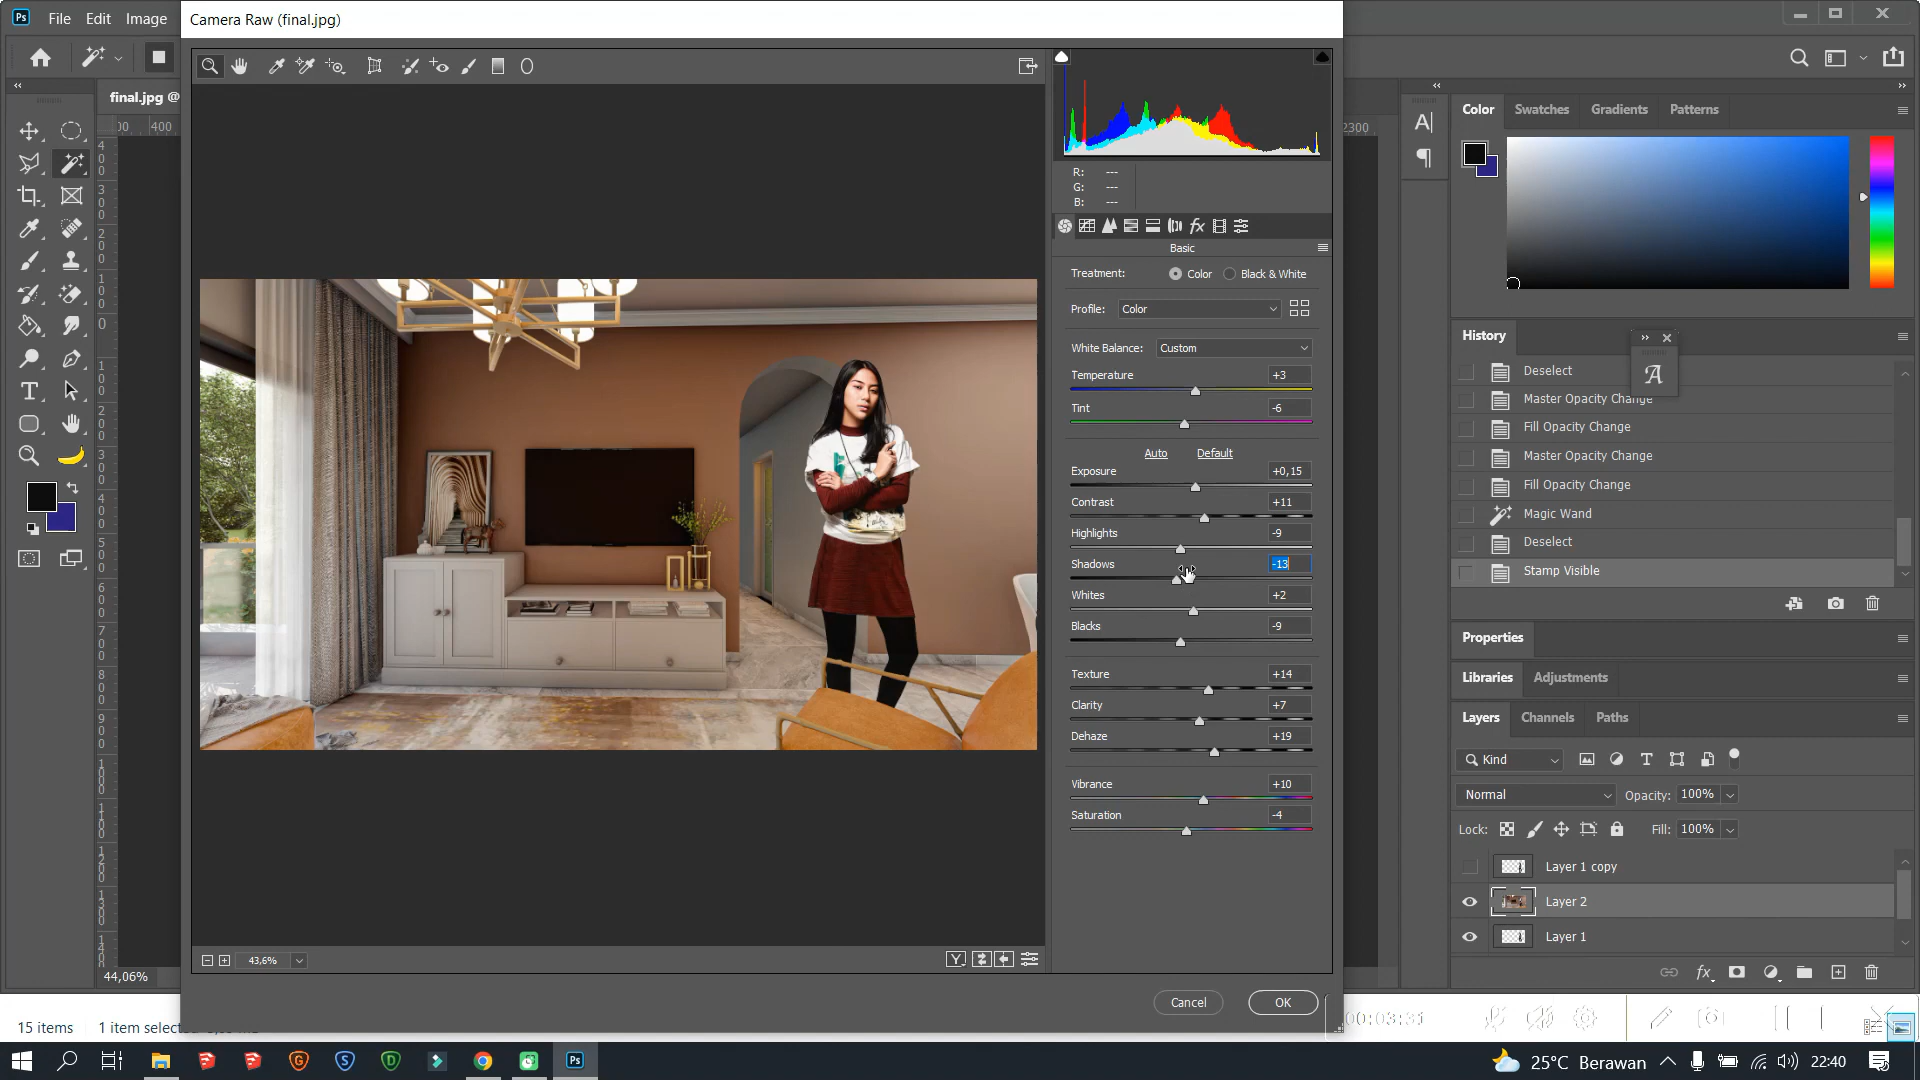 Ps File Edit Image
Camera Raw (final.jpg)
final.jpg @
400
2300
R: ---
G: ---
B: ---
Basic
Treatment: Color Black & White
Profile: Color
White Balance: Custom
Temperature +3
Tint -6
Auto Default
Exposure +0,15
Contrast +11
Highlights -9
Shadows -13
Whites +2
Blacks -9
Texture +14
Clarity +7
Dehaze +19
Vibrance +10
Saturation -4
43,6%
Y
Cancel OK
44,06%
Color Swatches Gradients Patterns
History
Deselect
Master Opacity Change
Fill Opacity Change
Master Opacity Change
Fill Opacity Change
Magic Wand
Deselect
Stamp Visible
Properties
Libraries Adjustments
Layers Channels Paths
Kind
Normal Opacity: 100%
Lock: Fill: 100%
Layer 1 copy
Layer 2
Layer 1
15 items 1 item selected
00:03:31
Ps 25°C Berawan 22:40